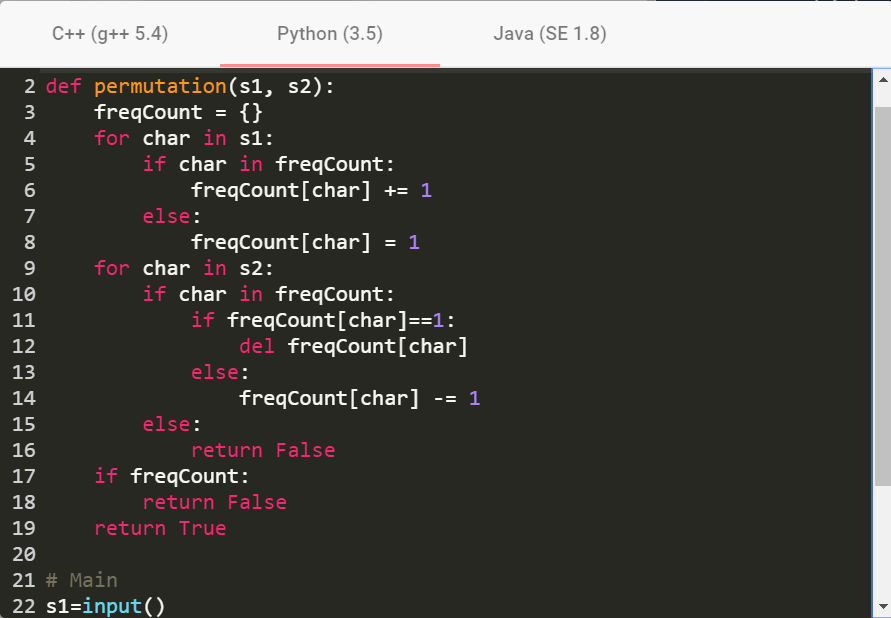 C++ (g++ 5.4) Python (3.5) Java (SE 1.8)
2 def permutation(s1, s2):
3     freqCount = {}
4     for char in s1:
5         if char in freqCount:
6             freqCount[char] += 1
7         else:
8             freqCount[char] = 1
9     for char in s2:
10         if char in freqCount:
11             if freqCount[char]==1:
12                 del freqCount[char]
13             else:
14                 freqCount[char] -= 1
15         else:
16             return False
17     if freqCount:
18         return False
19     return True
20
21 # Main
22 s1=input()